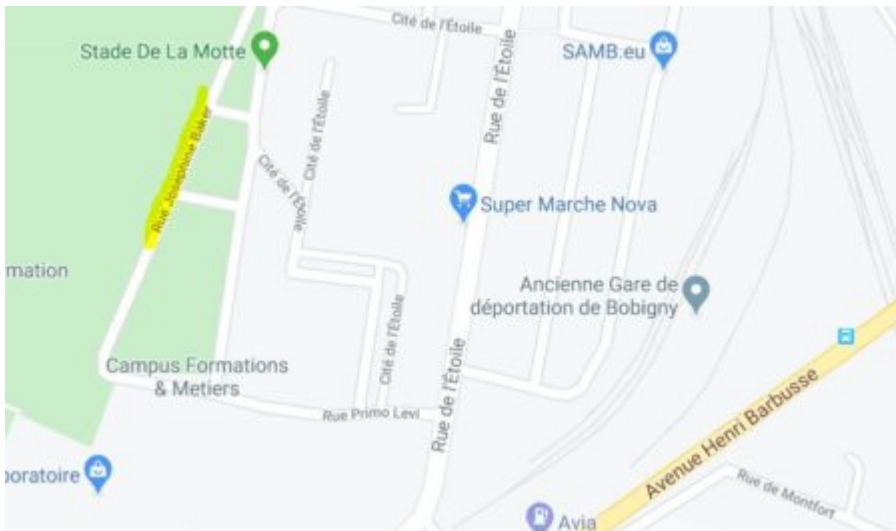 Cité de l'Étoile
Stade De La Motte
SAMB.eu
Rue de l'Étoile
Rue Josephine Baker
Cité de l'Étoile
Cité de l'Étoile
Super Marche Nova
mation
Ancienne Gare de
déportation de Bobigny
Cité de l'Étoile
Campus Formations
& Metiers
Rue de l'Étoile
Rue Primo Levi
Avenue Henri Barbusse
boratoire
Rue de Montfort
Avia